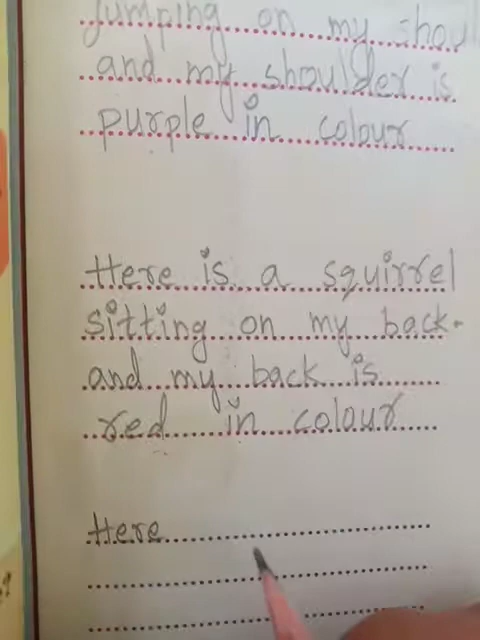 jumping on my shoul
and my shoulder is
purple in colour
Here is a squirrel
sitting on my back.
and my back is
red in colour
Here